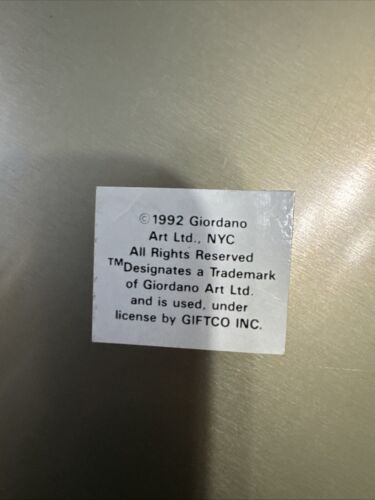 ©1992 Giordano
Art Ltd., NYC
All Rights Reserved
™Designates a Trademark
of Giordano Art Ltd.
and is used, under
license by GIFTCO INC.